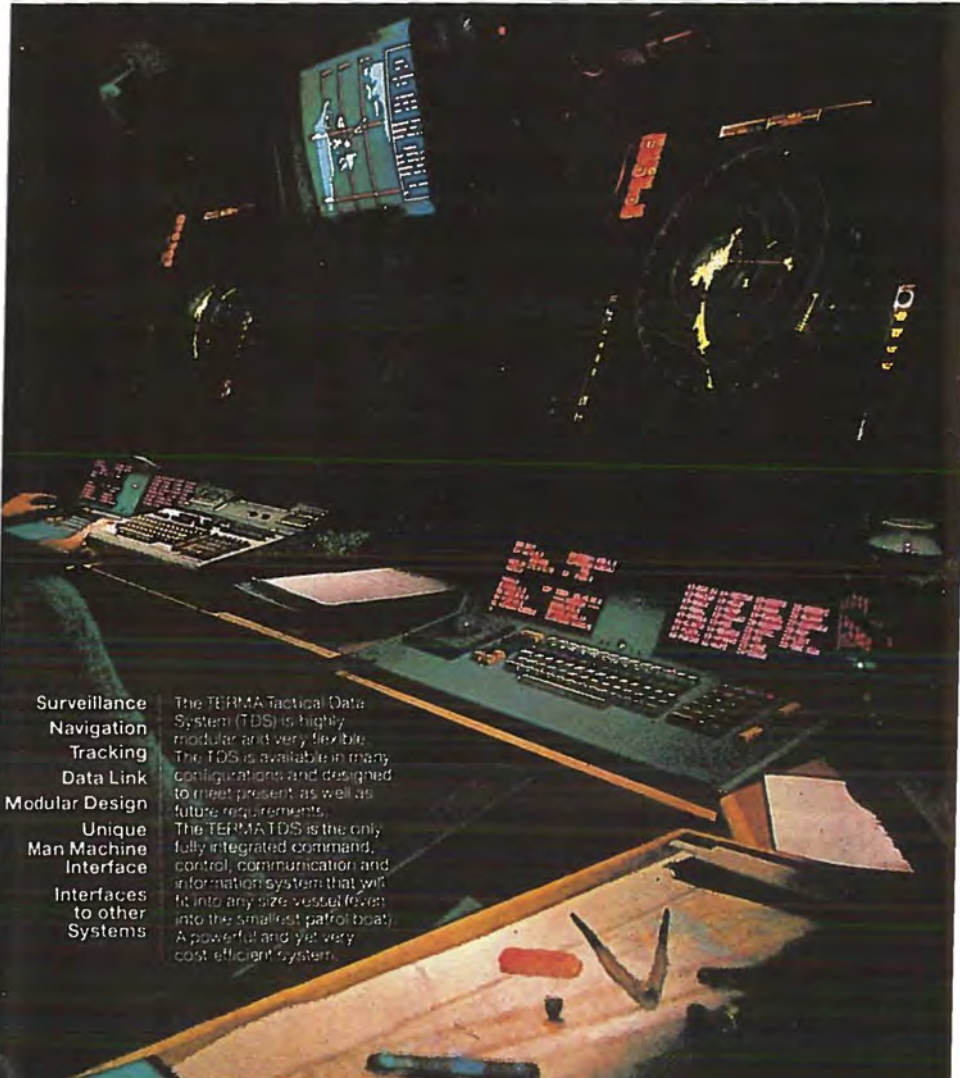 Surveillance
Navigation
Tracking
Data Link
Modular Design
Unique
Man Machine
Interface
Interfaces
to other
Systems
The TERMA Tactical Data
System (TDS) is highly
modular and very flexible.
The TDS is available in many
configurations and designed
to meet present as well as
future requirements.
The TERMA TDS is the only
fully integrated command,
control, communication and
information system that will
fit into any size vessel (even
into the smallest patrol boat).
A powerful and yet very
cost efficient system.